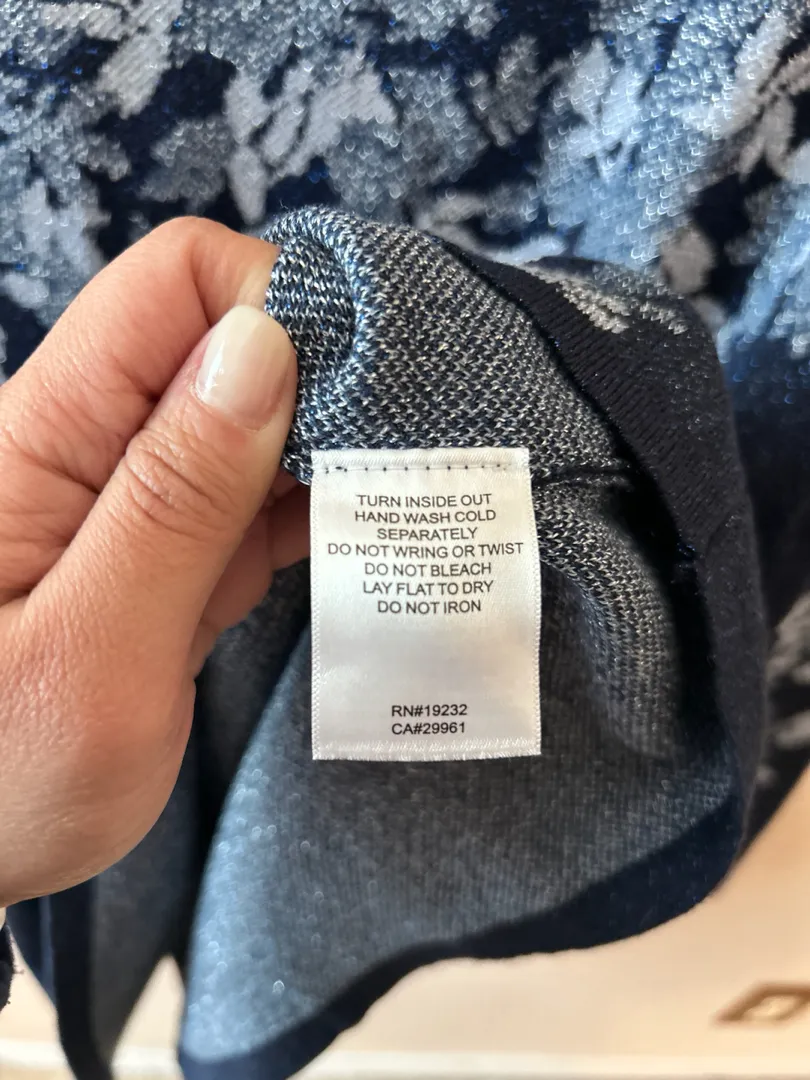 TURN INSIDE OUT
HAND WASH COLD
SEPARATELY
DO NOT WRING OR TWIST
DO NOT BLEACH
LAY FLAT TO DRY
DO NOT IRON
RN#19232
CA#29961